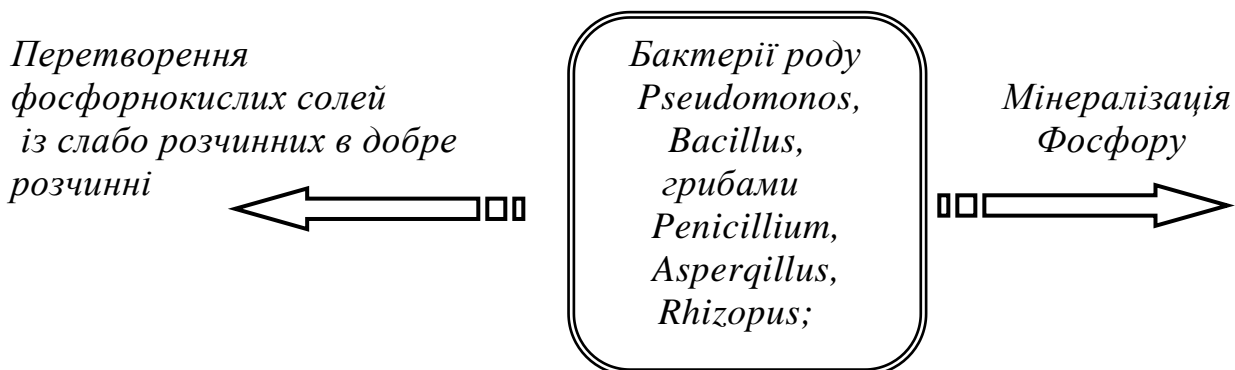 Перетворення
фосфорнокислих солей
із слабо розчинних в добре
розчинні
Бактерії роду
Pseudomonos,
Bacillus,
грибами
Penicillium,
Asperqillus,
Rhizopus;
Мінералізація
Фосфору